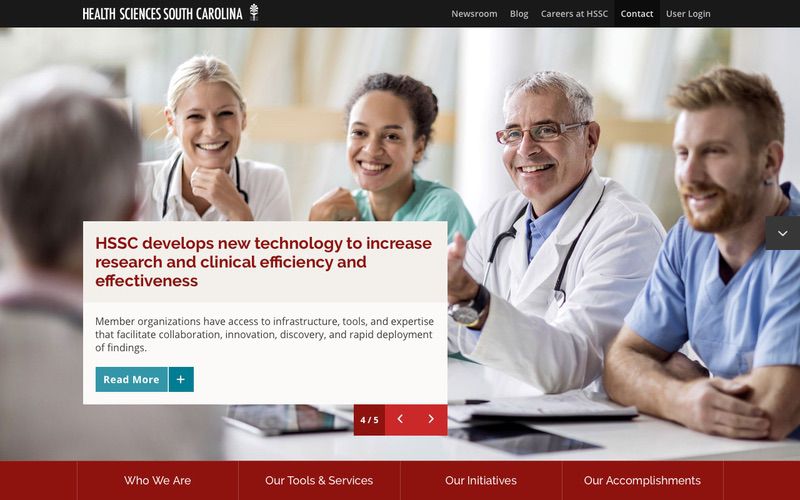 HEALTH SCIENCES SOUTH CAROLINA
Newsroom
Blog
Careers at HSSC
Contact
User Login
HSSC develops new technology to increase
research and clinical efficiency and
effectiveness
Member organizations have access to infrastructure, tools, and expertise
that facilitate collaboration, innovation, discovery, and rapid deployment
of findings.
Read More +
4 / 5
Who We Are
Our Tools & Services
Our Initiatives
Our Accomplishments